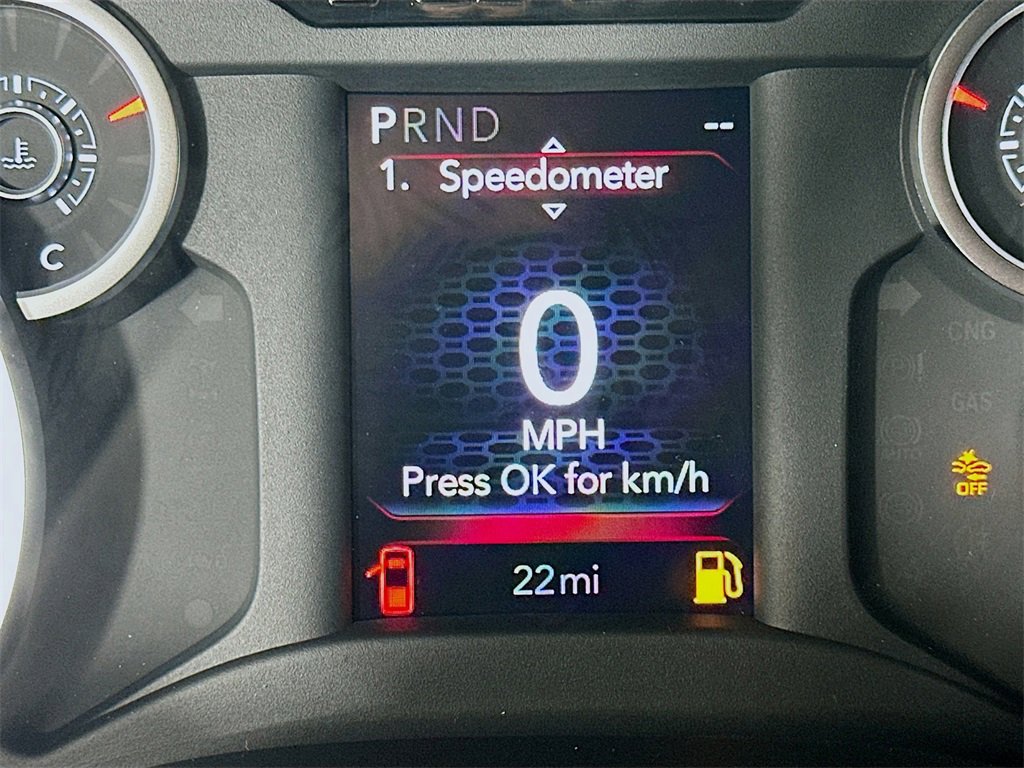 PRND --
1. Speedometer
0
MPH
Press OK for km/h
22mi
C
CNG
GAS
OFF